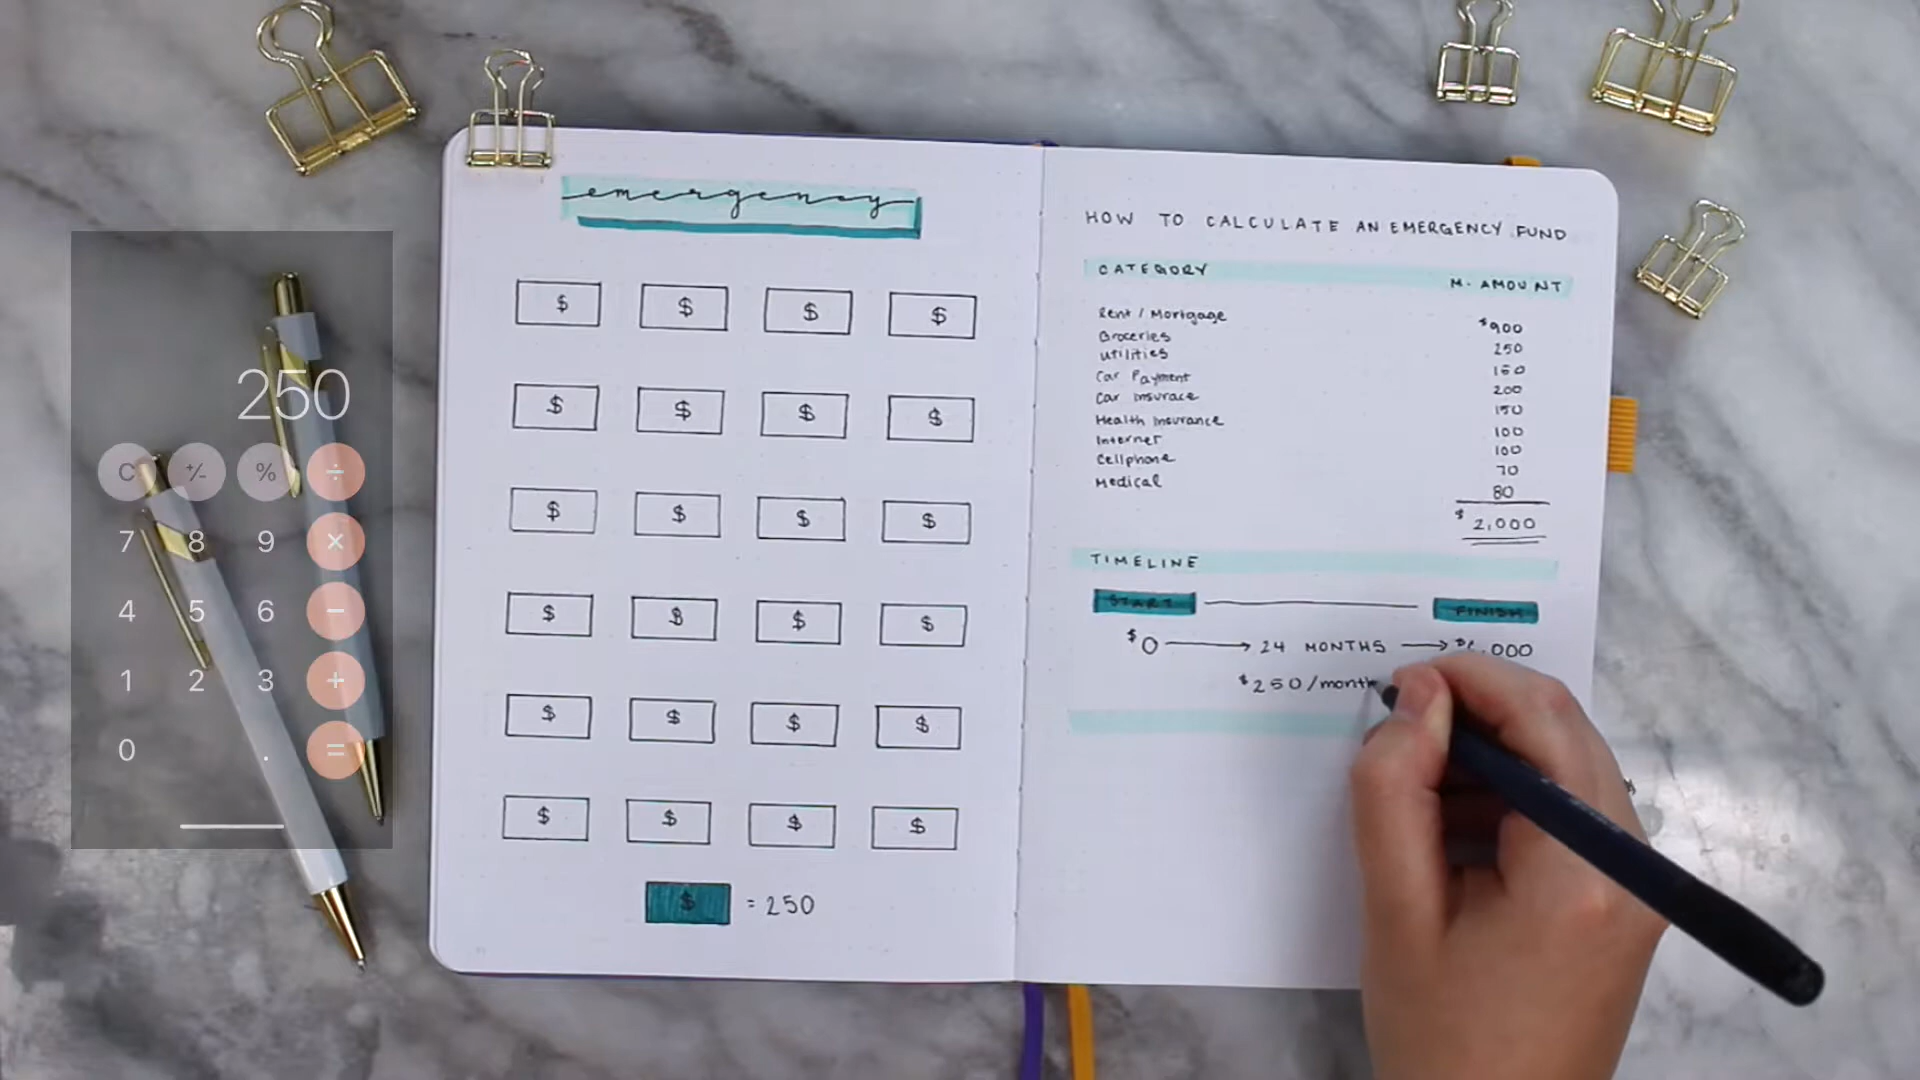 emergency
$ $ $ $
$ $ $ $
$ $ $ $
$ $ $ $
$ $ $ $
$ $ $ $
$ = 250
HOW TO CALCULATE AN EMERGENCY FUND
CATEGORY M. AMOUNT
Rent / Mortgage $900
Groceries 250
Utilities 150
Car Payment 200
Car Insurace 150
Health Insurance 100
Internet 100
Cellphone 70
Medical 80
$ 2,000
TIMELINE
START FINISH
$0 24 MONTHS 000
$250/month
250
C +/- % ÷
7 8 9 ×
4 5 6 −
1 2 3 +
0 . =